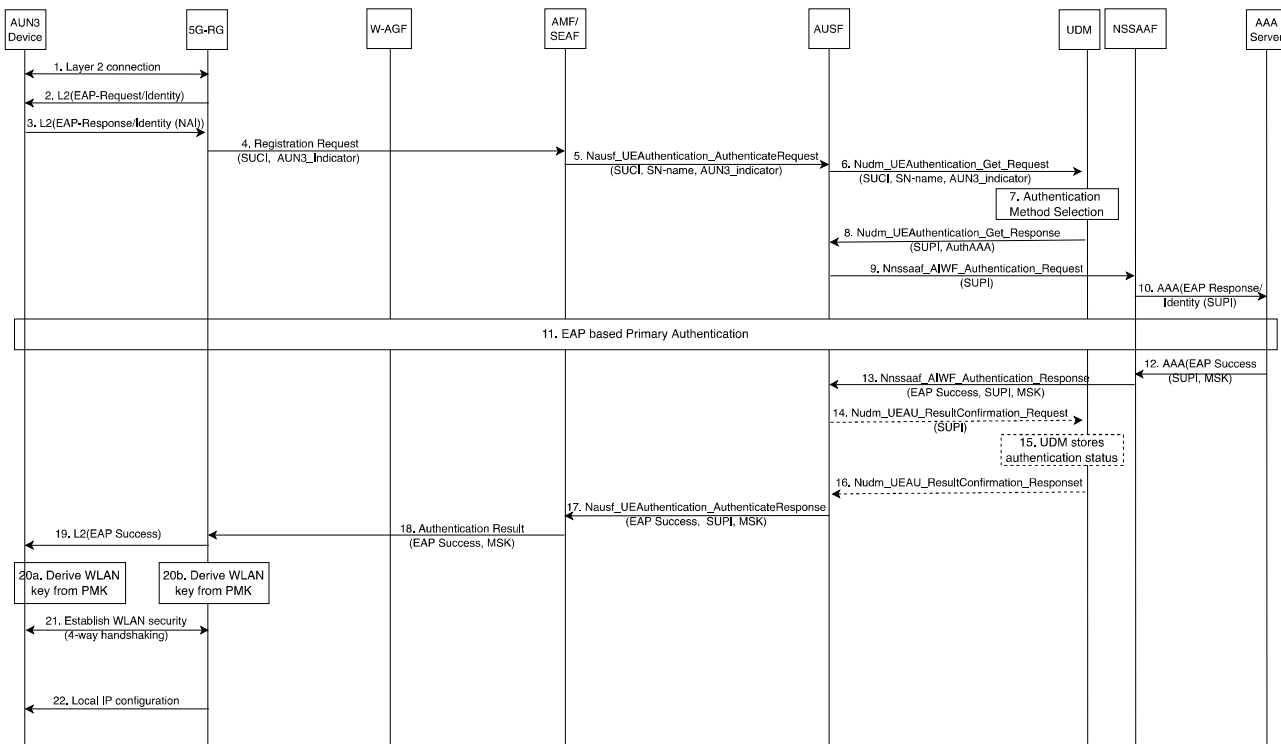 AUN3
Device
5G-RG
W-AGF
AMF/
SEAF
AUSF
UDM
NSSAAF
AAA
Server
1. Layer 2 connection
2. L2(EAP-Request/Identity)
3. L2(EAP-Response/Identity (NAI))
4. Registration Request
(SUCI, AUN3_Indicator)
5. Nausf_UEAuthentication_AuthenticateRequest
(SUCI, SN-name, AUN3_indicator)
6. Nudm_UEAuthentication_Get_Request
(SUCI, SN-name, AUN3_indicator)
7. Authentication
Method Selection
8. Nudm_UEAuthentication_Get_Response
(SUPI, AuthAAA)
9. Nnssaaf_AIWF_Authentication_Request
(SUPI)
10. AAA(EAP Response/
Identity (SUPI)
11. EAP based Primary Authentication
12. AAA(EAP Success
(SUPI, MSK)
13. Nnssaaf_AIWF_Authentication_Response
(EAP Success, SUPI, MSK)
14. Nudm_UEAU_ResultConfirmation_Request
(SUPI)
15. UDM stores
authentication status
16. Nudm_UEAU_ResultConfirmation_Responset
17. Nausf_UEAuthentication_AuthenticateResponse
(EAP Success, SUPI, MSK)
18. Authentication Result
(EAP Success, MSK)
19. L2(EAP Success)
20a. Derive WLAN
key from PMK
20b. Derive WLAN
key from PMK
21. Establish WLAN security
(4-way handshaking)
22. Local IP configuration